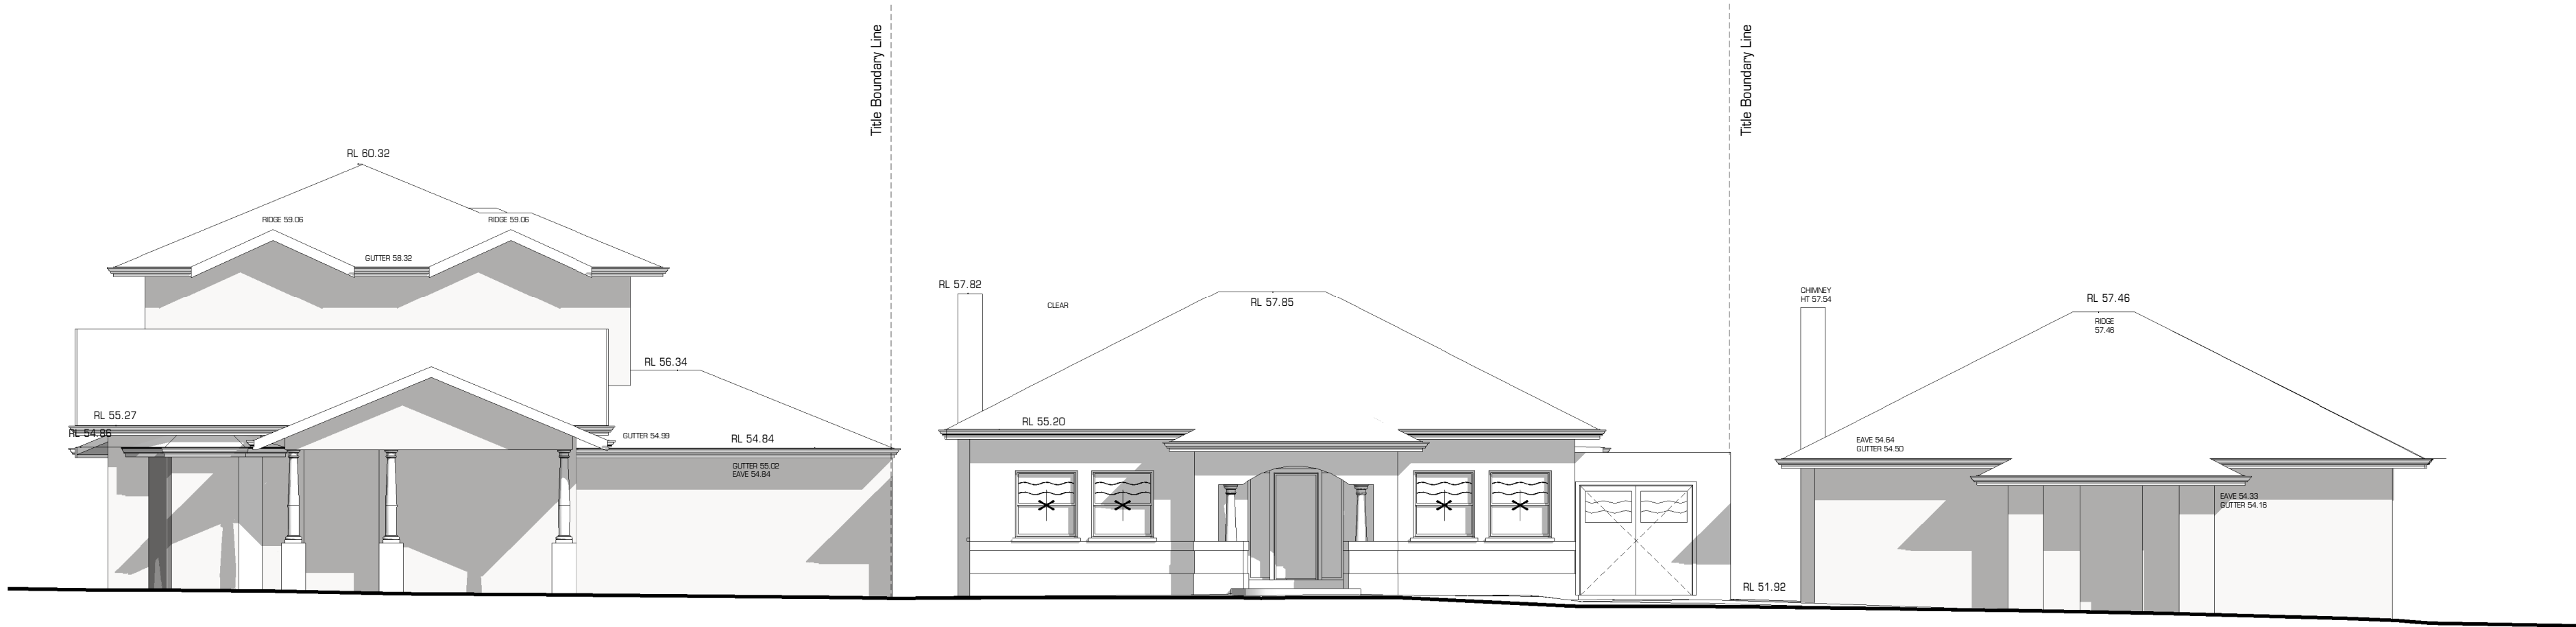 Title Boundary Line
Title Boundary Line
RL 60.32
RIDGE 59.06
RIDGE 59.06
GUTTER 58.32
RL 57.82
CLEAR
RL 57.85
CHIMNEY
HT 57.54
RL 57.46
RIDGE
57.46
RL 56.34
RL 55.27
RL 54.86
GUTTER 54.99
RL 54.84
GUTTER 55.02
EAVE 54.84
RL 55.20
EAVE 54.64
GUTTER 54.50
EAVE 54.33
GUTTER 54.16
RL 51.92